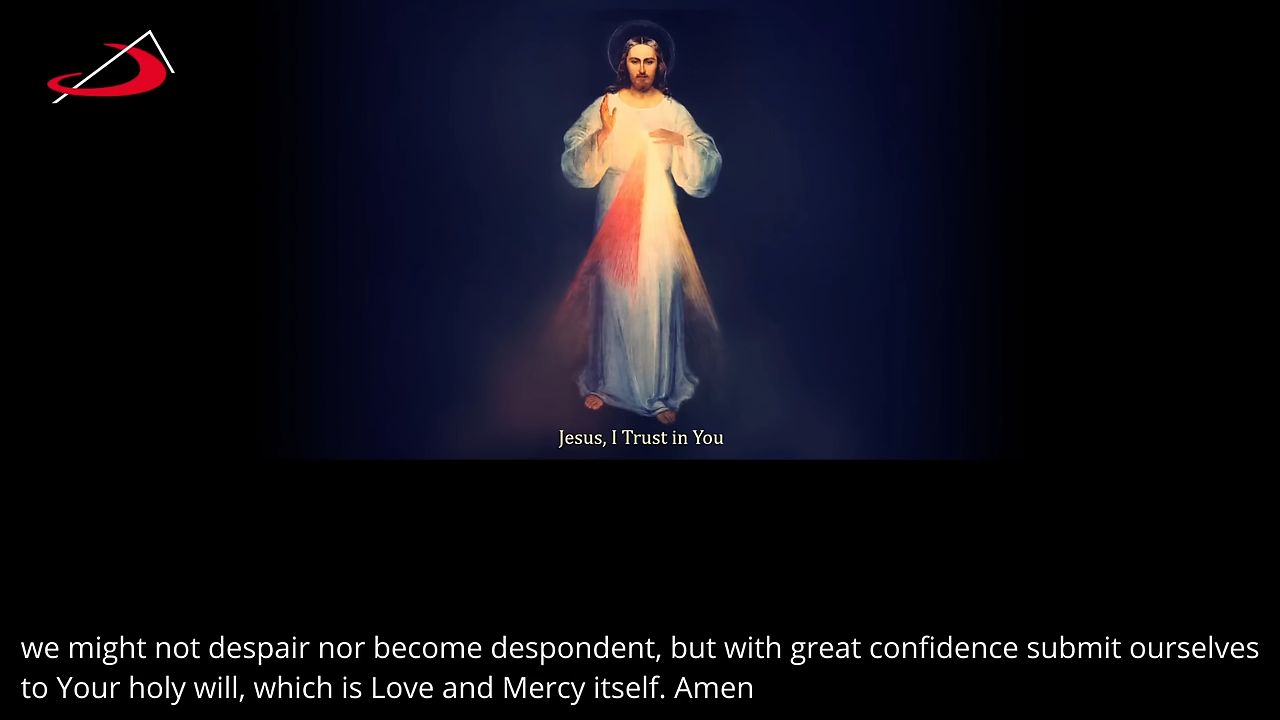 Jesus, I Trust in You
we might not despair nor become despondent, but with great confidence submit ourselves
to Your holy will, which is Love and Mercy itself. Amen